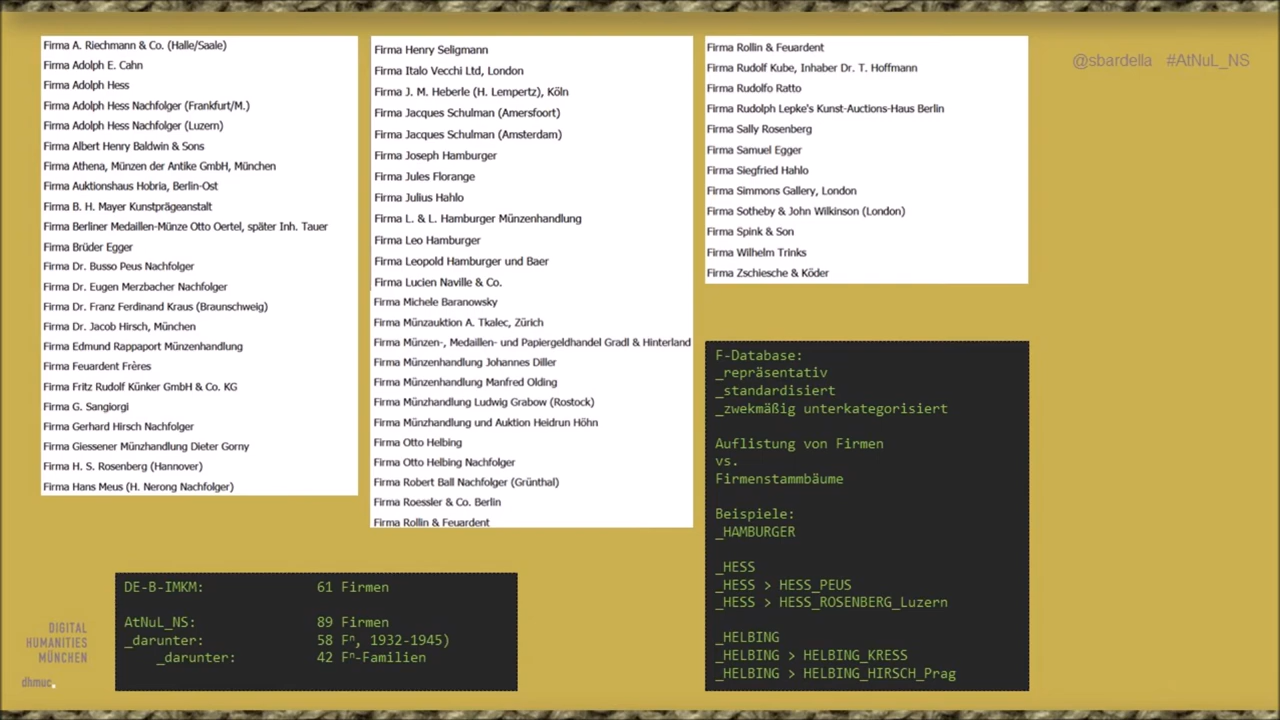 Firma A. Riechmann & Co. (Halle/Saale)
Firma Adolph E. Cahn
Firma Adolph Hess
Firma Adolph Hess Nachfolger (Frankfurt/M.)
Firma Adolph Hess Nachfolger (Luzern)
Firma Albert Henry Baldwin & Sons
Firma Athena, Münzen der Antike GmbH, München
Firma Auktionshaus Hobria, Berlin-Ost
Firma B. H. Mayer Kunstprägeanstalt
Firma Berliner Medaillen-Münze Otto Oertel, später Inh. Tauer
Firma Brüder Egger
Firma Dr. Busso Peus Nachfolger
Firma Dr. Eugen Merzbacher Nachfolger
Firma Dr. Franz Ferdinand Kraus (Braunschweig)
Firma Dr. Jacob Hirsch, München
Firma Edmund Rappaport Münzenhandlung
Firma Feuardent Frères
Firma Fritz Rudolf Künker GmbH & Co. KG
Firma G. Sangiorgi
Firma Gerhard Hirsch Nachfolger
Firma Giessener Münzhandlung Dieter Gorny
Firma H. S. Rosenberg (Hannover)
Firma Hans Meus (H. Nerong Nachfolger)
Firma Henry Seligmann
Firma Italo Vecchi Ltd, London
Firma J. M. Heberle (H. Lempertz), Köln
Firma Jacques Schulman (Amersfoort)
Firma Jacques Schulman (Amsterdam)
Firma Joseph Hamburger
Firma Jules Florange
Firma Julius Hahlo
Firma L. & L. Hamburger Münzenhandlung
Firma Leo Hamburger
Firma Leopold Hamburger und Baer
Firma Lucien Naville & Co.
Firma Michele Baranowsky
Firma Münzauktion A. Tkalec, Zürich
Firma Münzen-, Medaillen- und Papiergeldhandel Gradl & Hinterland
Firma Münzenhandlung Johannes Diller
Firma Münzenhandlung Manfred Olding
Firma Münzhandlung Ludwig Grabow (Rostock)
Firma Münzhandlung und Auktion Heidrun Höhn
Firma Otto Helbing
Firma Otto Helbing Nachfolger
Firma Robert Ball Nachfolger (Grünthal)
Firma Roessler & Co. Berlin
Firma Rollin & Feuardent
Firma Rollin & Feuardent
Firma Rudolf Kube, Inhaber Dr. T. Hoffmann
Firma Rudolfo Ratto
Firma Rudolph Lepke's Kunst-Auctions-Haus Berlin
Firma Sally Rosenberg
Firma Samuel Egger
Firma Siegfried Hahlo
Firma Simmons Gallery, London
Firma Sotheby & John Wilkinson (London)
Firma Spink & Son
Firma Wilhelm Trinks
Firma Zschiesche & Köder
@sbardella #AtNuL_NS
F-Database:
_repräsentativ
_standardisiert
_zwekmäßig unterkategorisiert
Auflistung von Firmen
vs.
Firmenstammbäume
Beispiele:
_HAMBURGER
_HESS
_HESS > HESS_PEUS
_HESS > HESS_ROSENBERG_Luzern
_HELBING
_HELBING > HELBING_KRESS
_HELBING > HELBING_HIRSCH_Prag
DE-B-IMKM: 61 Firmen
AtNuL_NS: 89 Firmen
_darunter: 58 Fⁿ, 1932-1945)
_darunter: 42 Fⁿ-Familien
DIGITAL
HUMANITIES
MÜNCHEN
dhmuc.